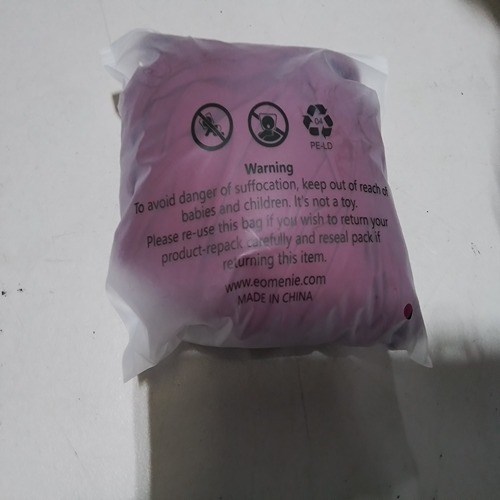 04
PE-LD
Warning
To avoid danger of suffocation, keep out of reach of
babies and children. It's not a toy.
Please re-use this bag if you wish to return your
product-repack carefully and reseal pack if
returning this item.
www.eomenie.com
MADE IN CHINA